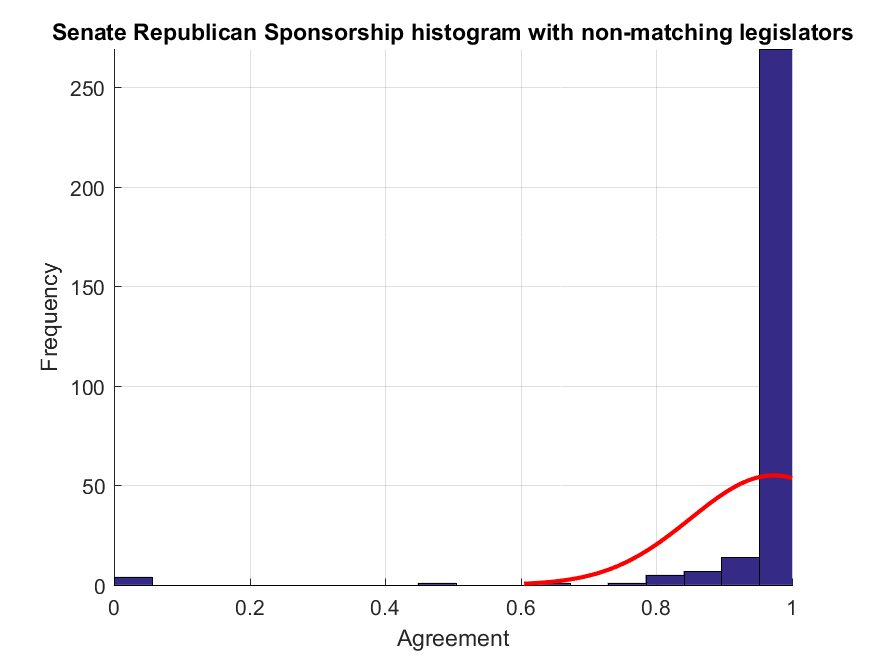 Senate Republican Sponsorship histogram with non-matching legislators
250
200
150
100
50
0
Frequency
0 0.2 0.4 0.6 0.8 1
Agreement